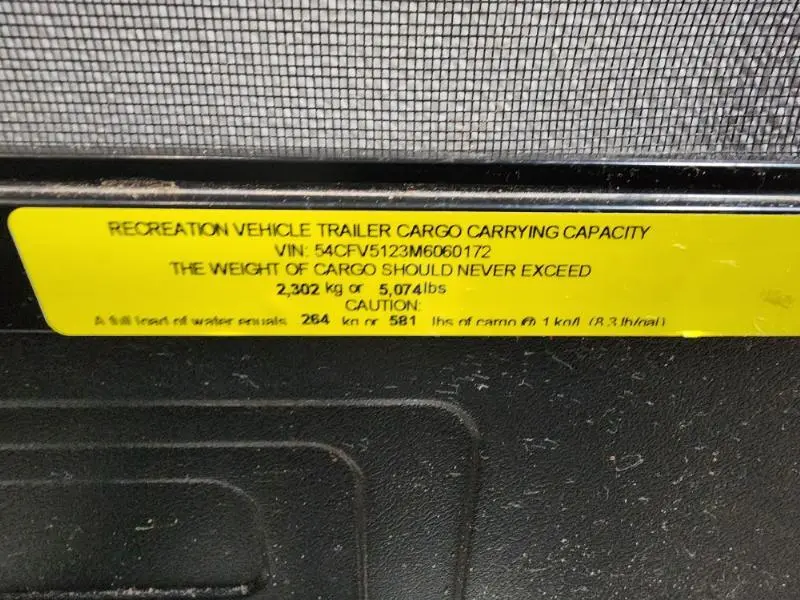 RECREATION VEHICLE TRAILER CARGO CARRYING CAPACITY
VIN: 54CFV5123M6060172
THE WEIGHT OF CARGO SHOULD NEVER EXCEED
2,302 kg or 5,074 lbs
CAUTION:
A full load of water equals 264 kg or 581 lbs of cargo @ 1 kg/l (8.3 lb/gal)